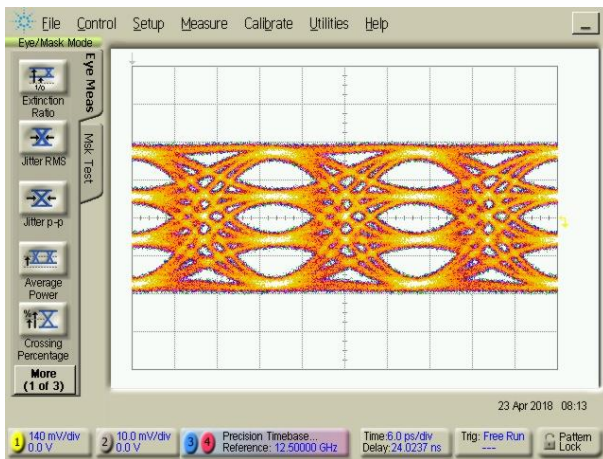 File Control Setup Measure Calibrate Utilities Help
Eye/Mask Mode
Eye Meas
Msk Test
1/0
Extinction
Ratio
Jitter RMS
Jitter p-p
Average
Power
%
Crossing
Percentage
More
(1 of 3)
23 Apr 2018 08:13
1 140 mV/div
0.0 V
2 10.0 mV/div
0.0 V
3 4 Precision Timebase...
Reference: 12.50000 GHz
Time:6.0 ps/div
Delay:24.0237 ns
Trig: Free Run
---
Pattern
Lock